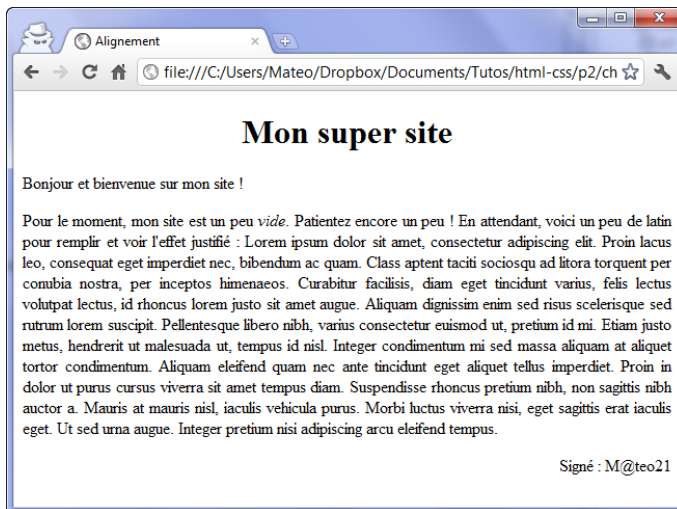 Alignement
file:///C:/Users/Mateo/Dropbox/Documents/Tutos/html-css/p2/ch
Mon super site
Bonjour et bienvenue sur mon site !
Pour le moment, mon site est un peu vide. Patientez encore un peu ! En attendant, voici un peu de latin
pour remplir et voir l'effet justifié : Lorem ipsum dolor sit amet, consectetur adipiscing elit. Proin lacus
leo, consequat eget imperdiet nec, bibendum ac quam. Class aptent taciti sociosqu ad litora torquent per
conubia nostra, per inceptos himenaeos. Curabitur facilisis, diam eget tincidunt varius, felis lectus
volutpat lectus, id rhoncus lorem justo sit amet augue. Aliquam dignissim enim sed risus scelerisque sed
rutrum lorem suscipit. Pellentesque libero nibh, varius consectetur euismod ut, pretium id mi. Etiam justo
metus, hendrerit ut malesuada ut, tempus id nisl. Integer condimentum mi sed massa aliquam at aliquet
tortor condimentum. Aliquam eleifend quam nec ante tincidunt eget aliquet tellus imperdiet. Proin in
dolor ut purus cursus viverra sit amet tempus diam. Suspendisse rhoncus pretium nibh, non sagittis nibh
auctor a. Mauris at mauris nisl, iaculis vehicula purus. Morbi luctus viverra nisi, eget sagittis erat iaculis
eget. Ut sed urna augue. Integer pretium nisi adipiscing arcu eleifend tempus.
Signé : M@teo21